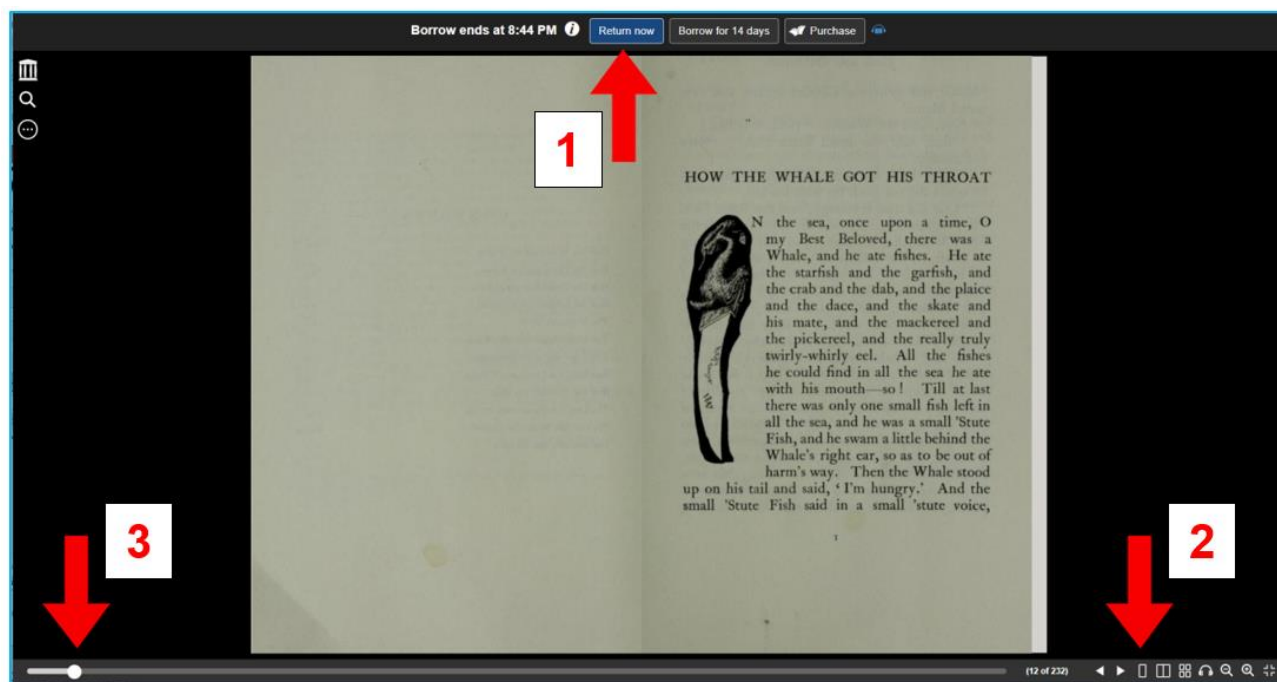 Borrow ends at 8:44 PM i Return now Borrow for 14 days Purchase
1
HOW THE WHALE GOT HIS THROAT
N the sea, once upon a time, O
my Best Beloved, there was a
Whale, and he ate fishes. He ate
the starfish and the garfish, and
the crab and the dab, and the plaice
and the dace, and the skate and
his mate, and the mackereel and
the pickereel, and the really truly
twirly-whirly eel. All the fishes
he could find in all the sea he ate
with his mouth—so! Till at last
there was only one small fish left in
all the sea, and he was a small 'Stute
Fish, and he swam a little behind the
Whale's right ear, so as to be out of
harm's way. Then the Whale stood
up on his tail and said, ‘I'm hungry.’ And the
small 'Stute Fish said in a small 'stute voice,
1
3
2
(12 of 232)